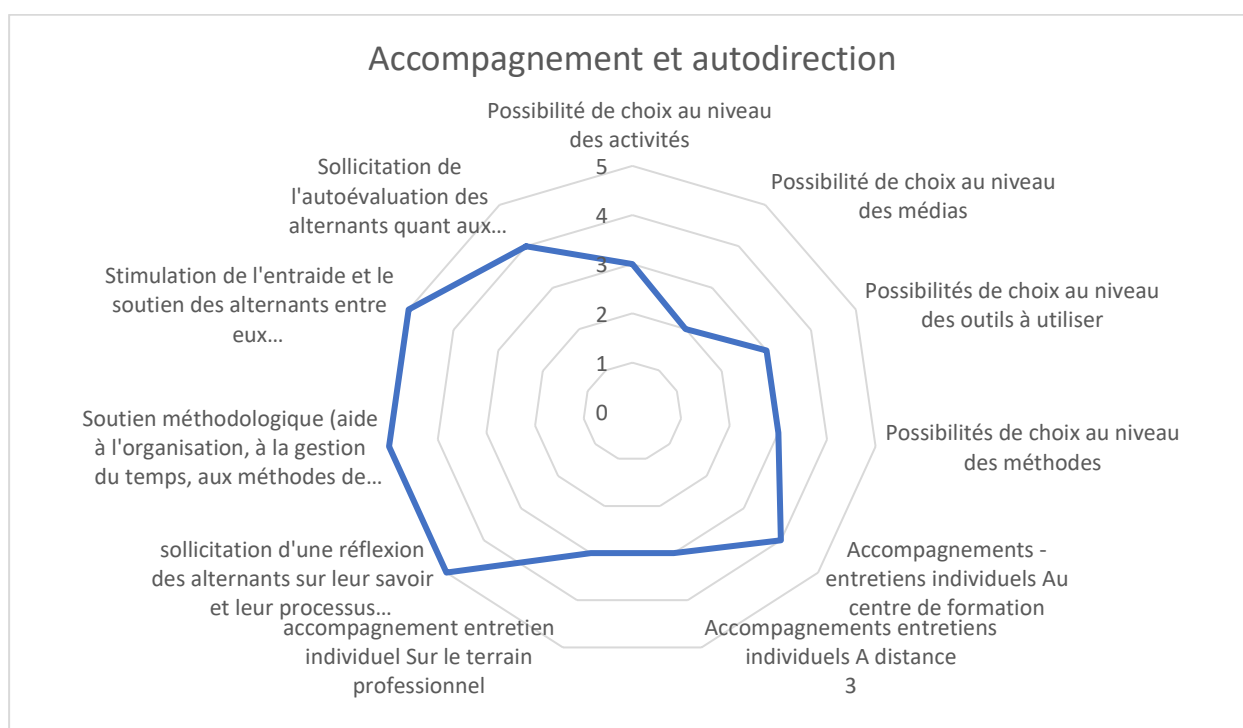 Accompagnement et autodirection
Possibilité de choix au niveau
des activités
Possibilité de choix au niveau
des médias
Possibilités de choix au niveau
des outils à utiliser
Possibilités de choix au niveau
des méthodes
Accompagnements -
entretiens individuels Au
centre de formation
Accompagnements entretiens
individuels A distance
3
accompagnement entretien
individuel Sur le terrain
professionnel
sollicitation d'une réflexion
des alternants sur leur savoir
et leur processus...
Soutien méthodologique (aide
à l'organisation, à la gestion
du temps, aux méthodes de...
Stimulation de l'entraide et le
soutien des alternants entre
eux...
Sollicitation de
l'autoévaluation des
alternants quant aux...
5
4
3
2
1
0